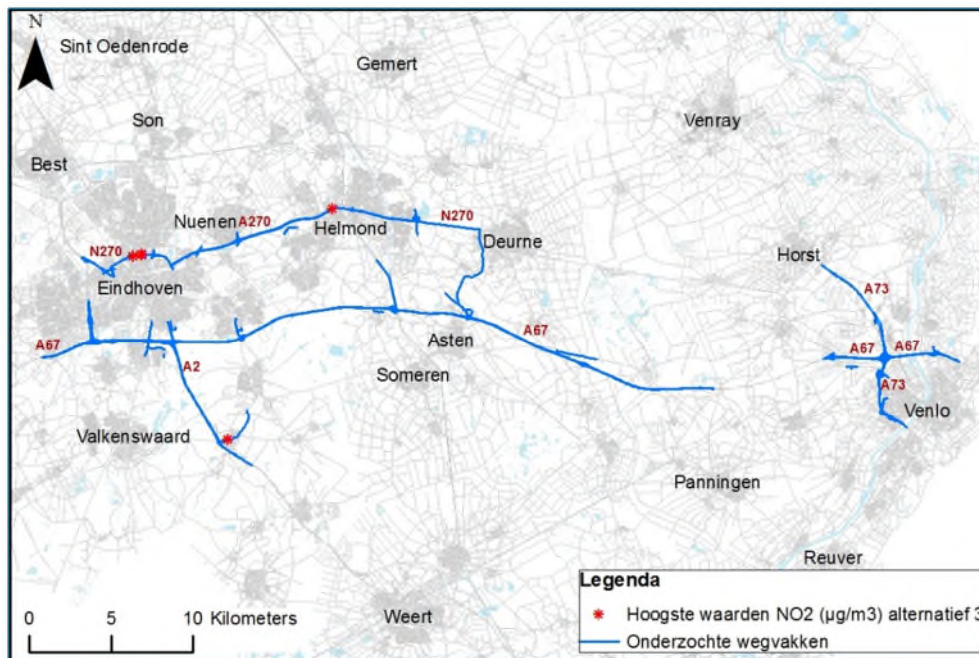 N
Sint Oedenrode
Gemert
Son
Venray
Best
Nuenen
A270
Helmond
N270
Deurne
N270
Eindhoven
Horst
A73
A67
A67
A67
A67
Asten
A2
Someren
A73
Venlo
Valkenswaard
Panningen
Reuver
Weert
0 5 10 Kilometers
Legenda
Hoogste waarden NO2 (µg/m3) alternatief 3
Onderzochte wegvakken